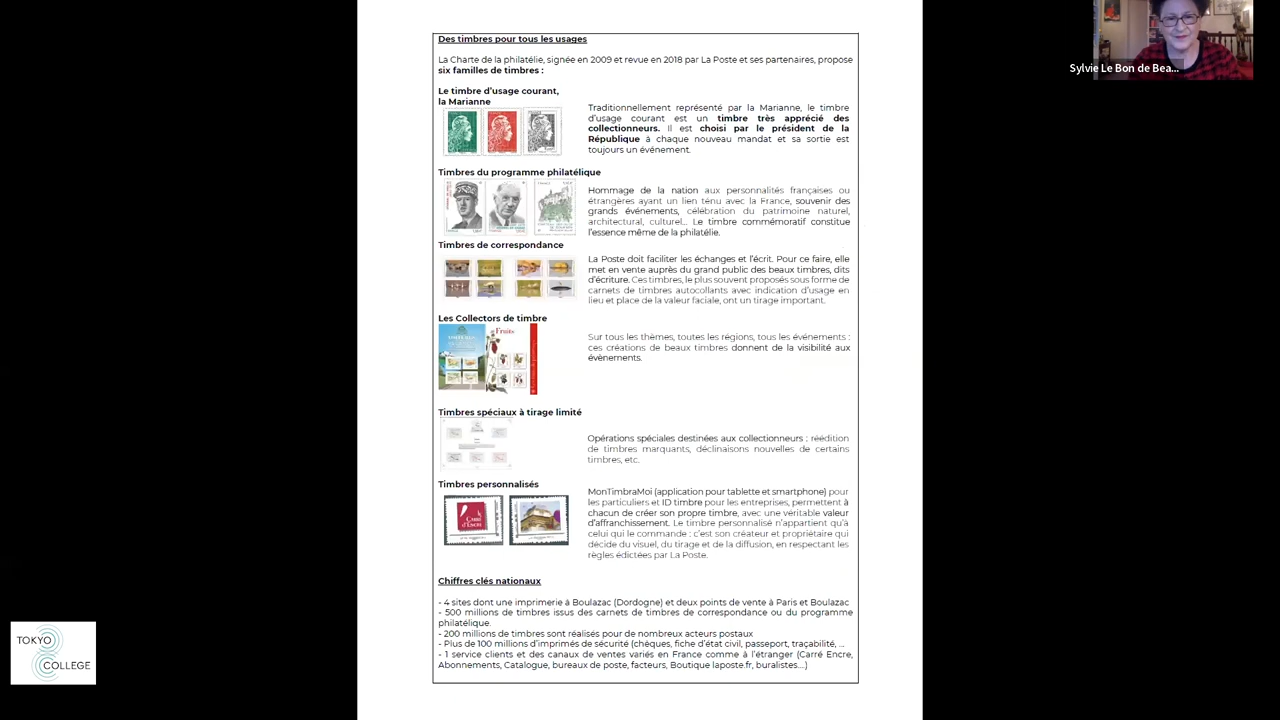 Des timbres pour tous les usages
La Charte de la philatélie, signée en 2009 et revue en 2018 par La Poste et ses partenaires, propose
six familles de timbres :
Le timbre d'usage courant,
la Marianne
Traditionnellement représenté par la Marianne, le timbre
d'usage courant est un timbre très apprécié des
collectionneurs. Il est choisi par le président de la
République à chaque nouveau mandat et sa sortie est
toujours un événement.
Timbres du programme philatélique
Hommage de la nation aux personnalités françaises ou
étrangères ayant un lien ténu avec la France, souvenir des
grands événements, célébration du patrimoine naturel,
architectural, culturel... Le timbre commémoratif constitue
l'essence même de la philatélie.
Timbres de correspondance
La Poste doit faciliter les échanges et l'écrit. Pour ce faire, elle
met en vente auprès du grand public des beaux timbres, dits
d'écriture. Ces timbres, le plus souvent proposés sous forme de
carnets de timbres autocollants avec indication d'usage en
lieu et place de la valeur faciale, ont un tirage important.
Les Collectors de timbre
Fruits
Sur tous les thèmes, toutes les régions, tous les événements :
ces créations de beaux timbres donnent de la visibilité aux
évènements.
Timbres spéciaux à tirage limité
Opérations spéciales destinées aux collectionneurs : réédition
de timbres marquants, déclinaisons nouvelles de certains
timbres, etc.
Timbres personnalisés
MonTimbraMoi (application pour tablette et smartphone) pour
les particuliers et ID timbre pour les entreprises, permettent à
chacun de créer son propre timbre, avec une véritable valeur
d'affranchissement. Le timbre personnalisé n'appartient qu'à
celui qui le commande : c'est son créateur et propriétaire qui
décide du visuel, du tirage et de la diffusion, en respectant les
règles édictées par La Poste.
Chiffres clés nationaux
- 4 sites dont une imprimerie à Boulazac (Dordogne) et deux points de vente à Paris et Boulazac
- 500 millions de timbres issus des carnets de timbres de correspondance ou du programme
philatélique.
- 200 millions de timbres sont réalisés pour de nombreux acteurs postaux
- Plus de 100 millions d'imprimés de sécurité (chèques, fiche d'état civil, passeport, traçabilité, ...
- 1 service clients et des canaux de ventes variés en France comme à l'étranger (Carré Encre,
Abonnements, Catalogue, bureaux de poste, facteurs, Boutique laposte.fr, buralistes...)
Sylvie Le Bon de Bea...
TOKYO
COLLEGE